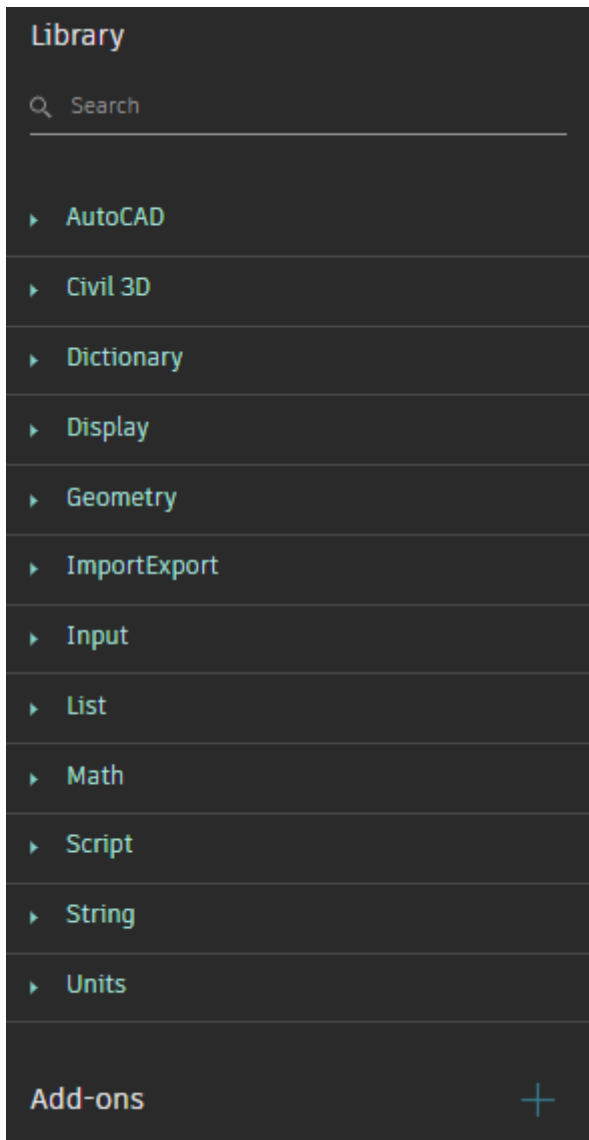 Library
Search
AutoCAD
Civil 3D
Dictionary
Display
Geometry
ImportExport
Input
List
Math
Script
String
Units
Add-ons